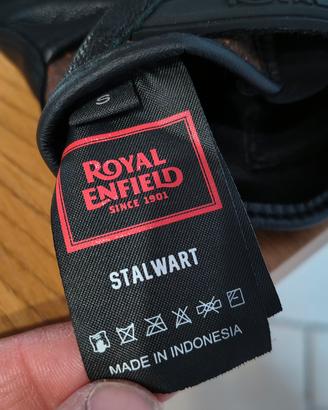 S
ROYAL
ENFIELD
SINCE 1901
STALWART
MADE IN INDONESIA